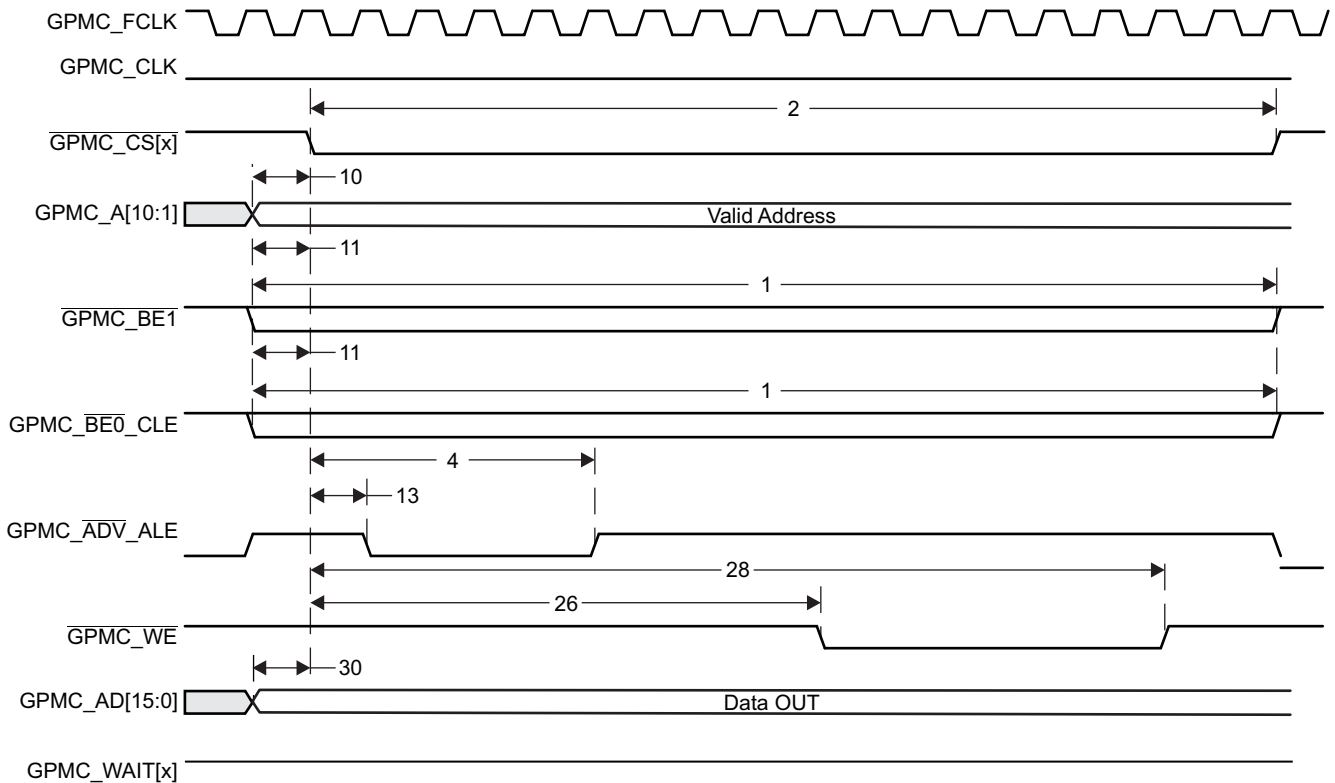 GPMC_FCLK
GPMC_CLK
2
GPMC_CS[x]
10
GPMC_A[10:1]
Valid Address
11
1
GPMC_BE1
11
1
GPMC_BE0_CLE
4
13
GPMC_ADV_ALE
28
26
GPMC_WE
30
GPMC_AD[15:0]
Data OUT
GPMC_WAIT[x]